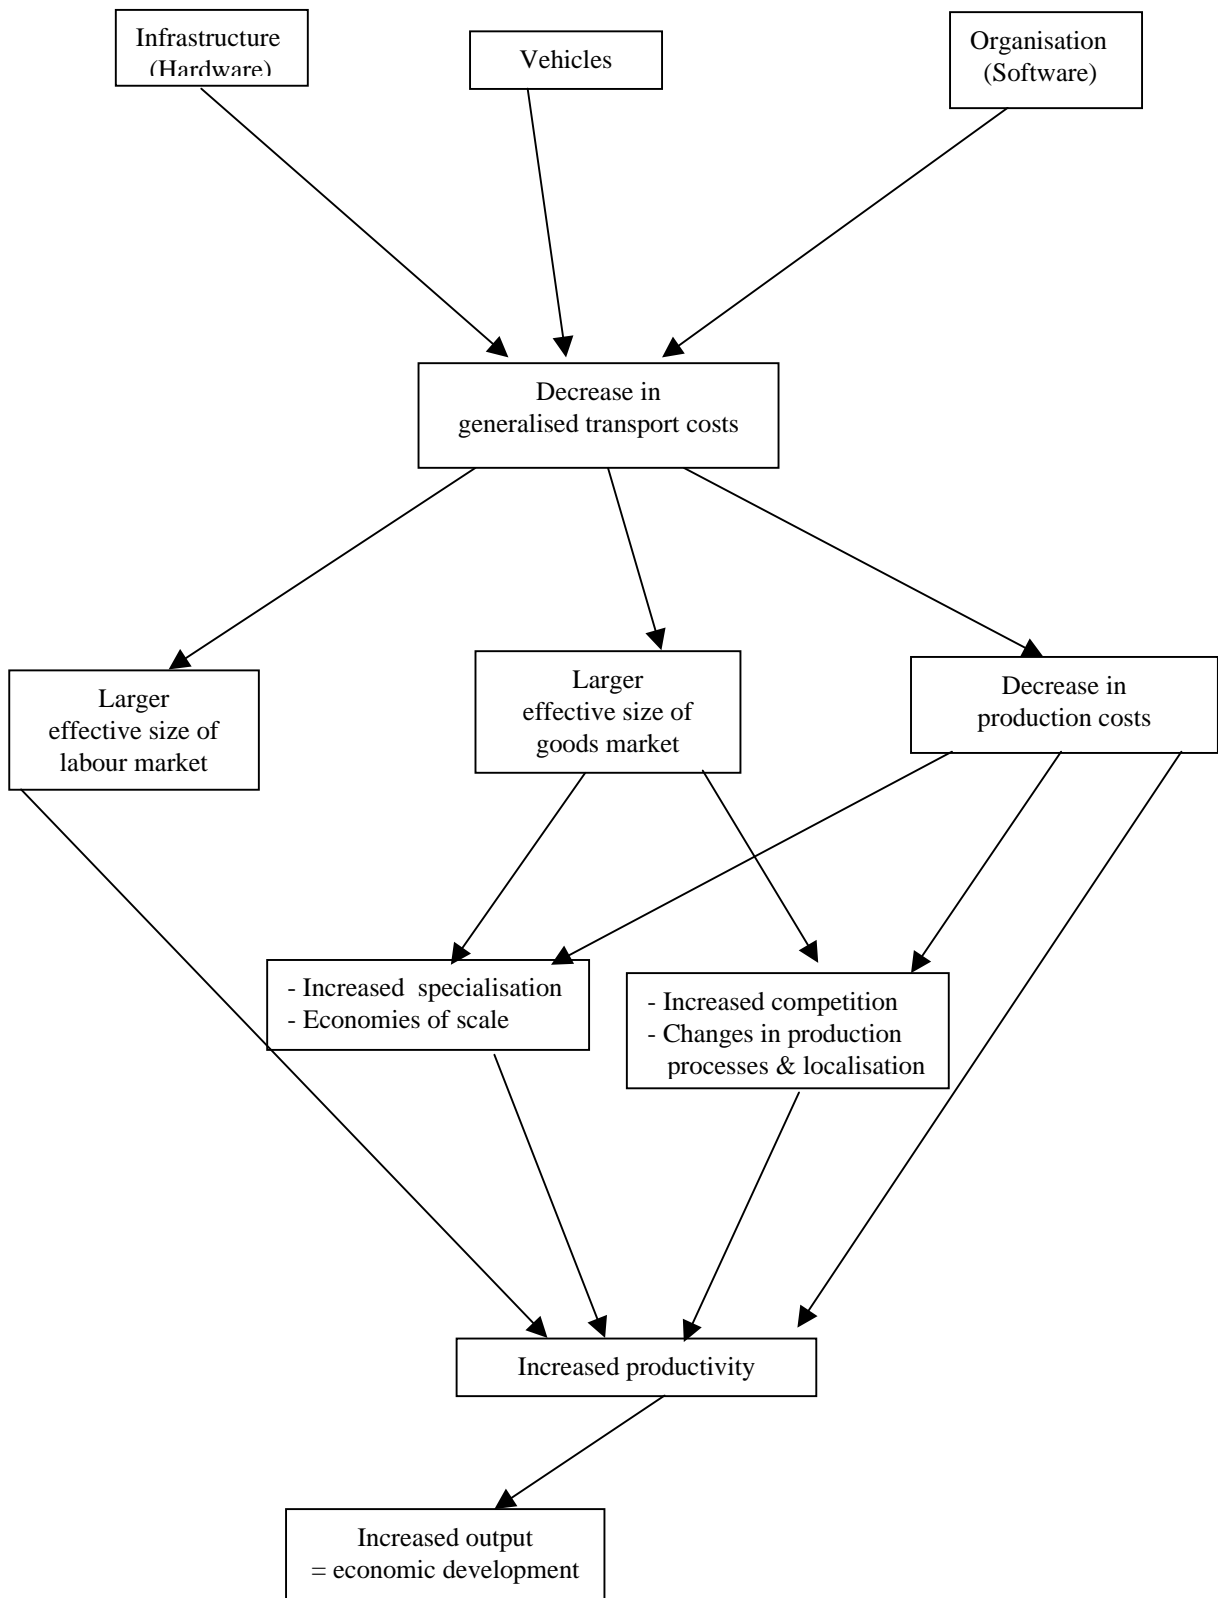 Infrastructure
(Hardware)
Vehicles
Organisation
(Software)
Decrease in
generalised transport costs
Larger
effective size of
labour market
Larger
effective size of
goods market
Decrease in
production costs
- Increased specialisation
- Economies of scale
- Increased competition
- Changes in production
processes & localisation
Increased productivity
Increased output
= economic development